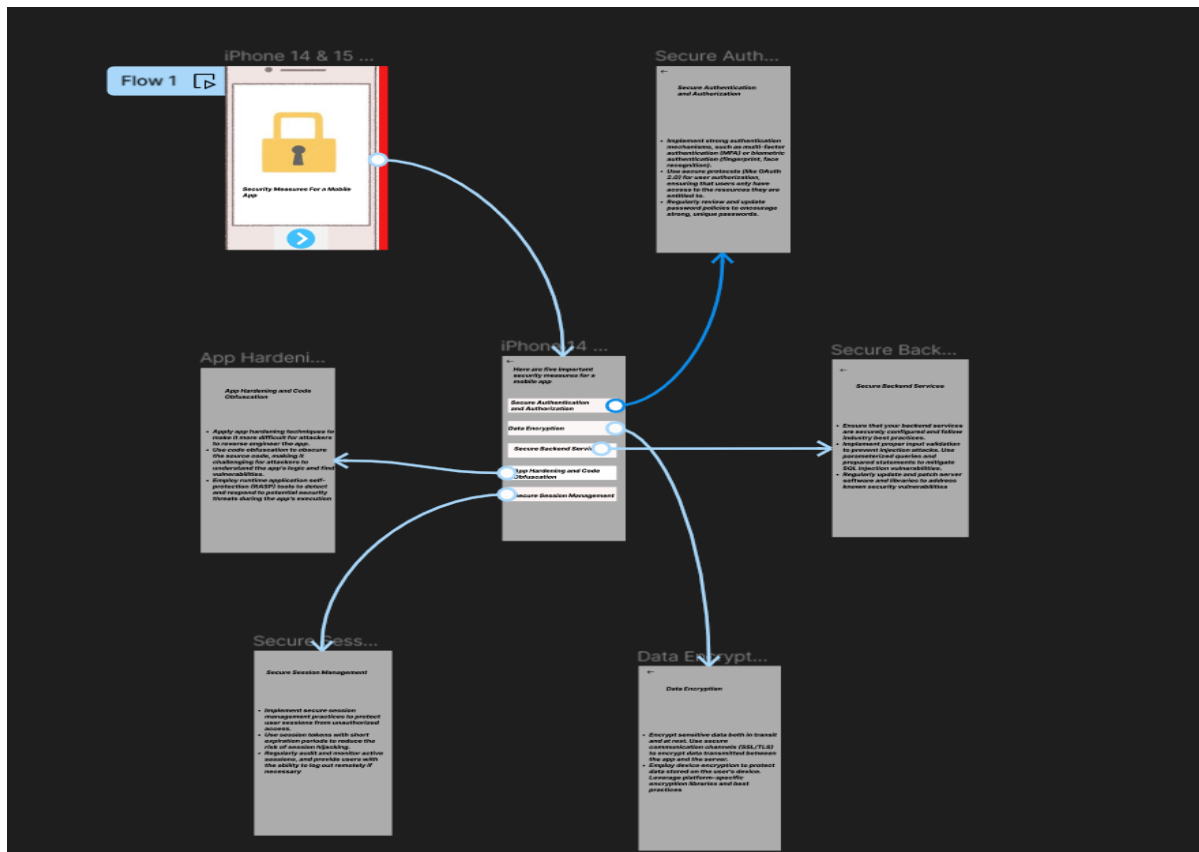 iPhone 14 & 15 ...
Flow 1
Security Measures For a Mobile
App
Secure Auth...
←
Secure Authentication
and Authorization
• Implement strong authentication
mechanisms, such as multi-factor
authentication (MFA) or biometric
authentication (fingerprint, face
recognition).
• Use secure protocols (like OAuth
2.0) for user authorization,
ensuring that users only have
access to the resources they are
entitled to.
• Regularly review and update
password policies to encourage
strong, unique passwords.
App Hardeni...
App Hardening and Code
Obfuscation
• Apply app hardening techniques to
make it more difficult for attackers
to reverse engineer the app.
• Use code obfuscation to obscure
the source code, making it
challenging for attackers to
understand the app's logic and find
vulnerabilities.
• Employ runtime application self-
protection (RASP) tools to detect
and respond to potential security
threats during the app's execution
iPhone 14 ...
←
Here are five important
security measures for a
mobile app
Secure Authentication
and Authorization
Data Encryption
Secure Backend Services
App Hardening and Code
Obfuscation
Secure Session Management
Secure Back...
←
Secure Backend Services
• Ensure that your backend services
are securely configured and follow
industry best practices.
• Implement proper input validation
to prevent injection attacks. Use
parameterized queries and
prepared statements to mitigate
SQL injection vulnerabilities.
• Regularly update and patch server
software and libraries to address
known security vulnerabilities
Secure Sess...
Secure Session Management
• Implement secure session
management practices to protect
user sessions from unauthorized
access.
• Use session tokens with short
expiration periods to reduce the
risk of session hijacking.
• Regularly audit and monitor active
sessions, and provide users with
the ability to log out remotely if
necessary
Data Encrypt...
←
Data Encryption
• Encrypt sensitive data both in transit
and at rest. Use secure
communication channels (SSL/TLS)
to encrypt data transmitted between
the app and the server.
• Employ device encryption to protect
data stored on the user's device.
Leverage platform-specific
encryption libraries and best
practices